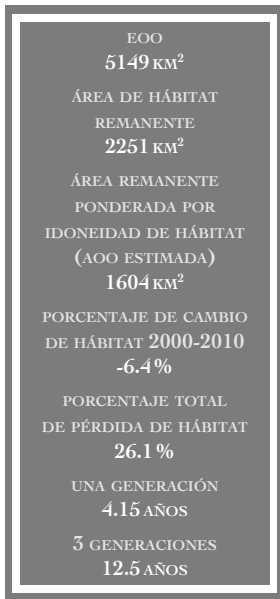 EOO
5149 KM²
ÁREA DE HÁBITAT
REMANENTE
2251 KM²
ÁREA REMANENTE
PONDERADA POR
IDONEIDAD DE HÁBITAT
(AOO ESTIMADA)
1604 KM²
PORCENTAJE DE CAMBIO
DE HÁBITAT 2000-2010
-6.4%
PORCENTAJE TOTAL
DE PÉRDIDA DE HÁBITAT
26.1%
UNA GENERACIÓN
4.15 AÑOS
3 GENERACIONES
12.5 AÑOS